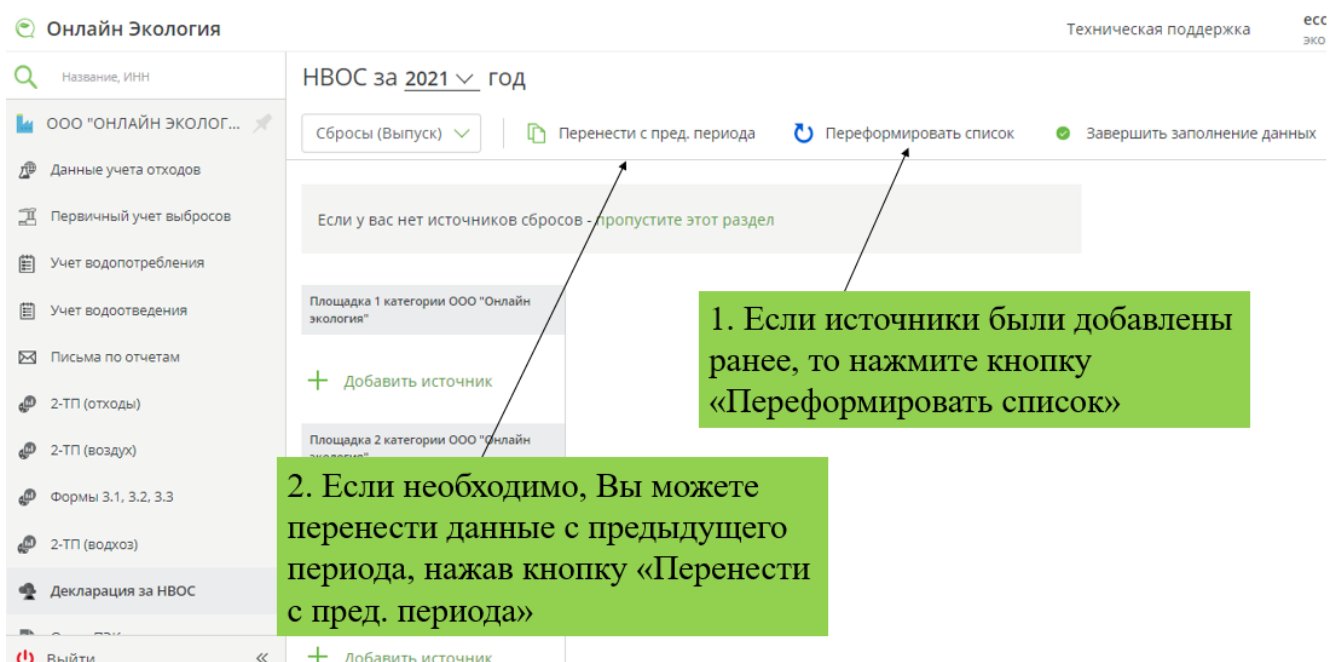 Онлайн Экология
Техническая поддержка
Название, ИНН
ООО "ОНЛАЙН ЭКОЛОГ...
Данные учета отходов
Первичный учет выбросов
Учет водопотребления
Учет водоотведения
Письма по отчетам
2-ТП (отходы)
2-ТП (воздух)
Формы 3.1, 3.2, 3.3
2-ТП (водхоз)
Декларация за НВОС
Выйти
НВОС за 2021 год
Сбросы (Выпуск)
Перенести с пред. периода
Переформировать список
Завершить заполнение данных
Если у вас нет источников сбросов - пропустите этот раздел
Площадка 1 категории ООО "Онлайн
экология"
Добавить источник
Площадка 2 категории ООО "Онлайн
экология"
1. Если источники были добавлены
ранее, то нажмите кнопку
«Переформировать список»
2. Если необходимо, Вы можете
перенести данные с предыдущего
периода, нажав кнопку «Перенести
с пред. периода»
Добавить источник